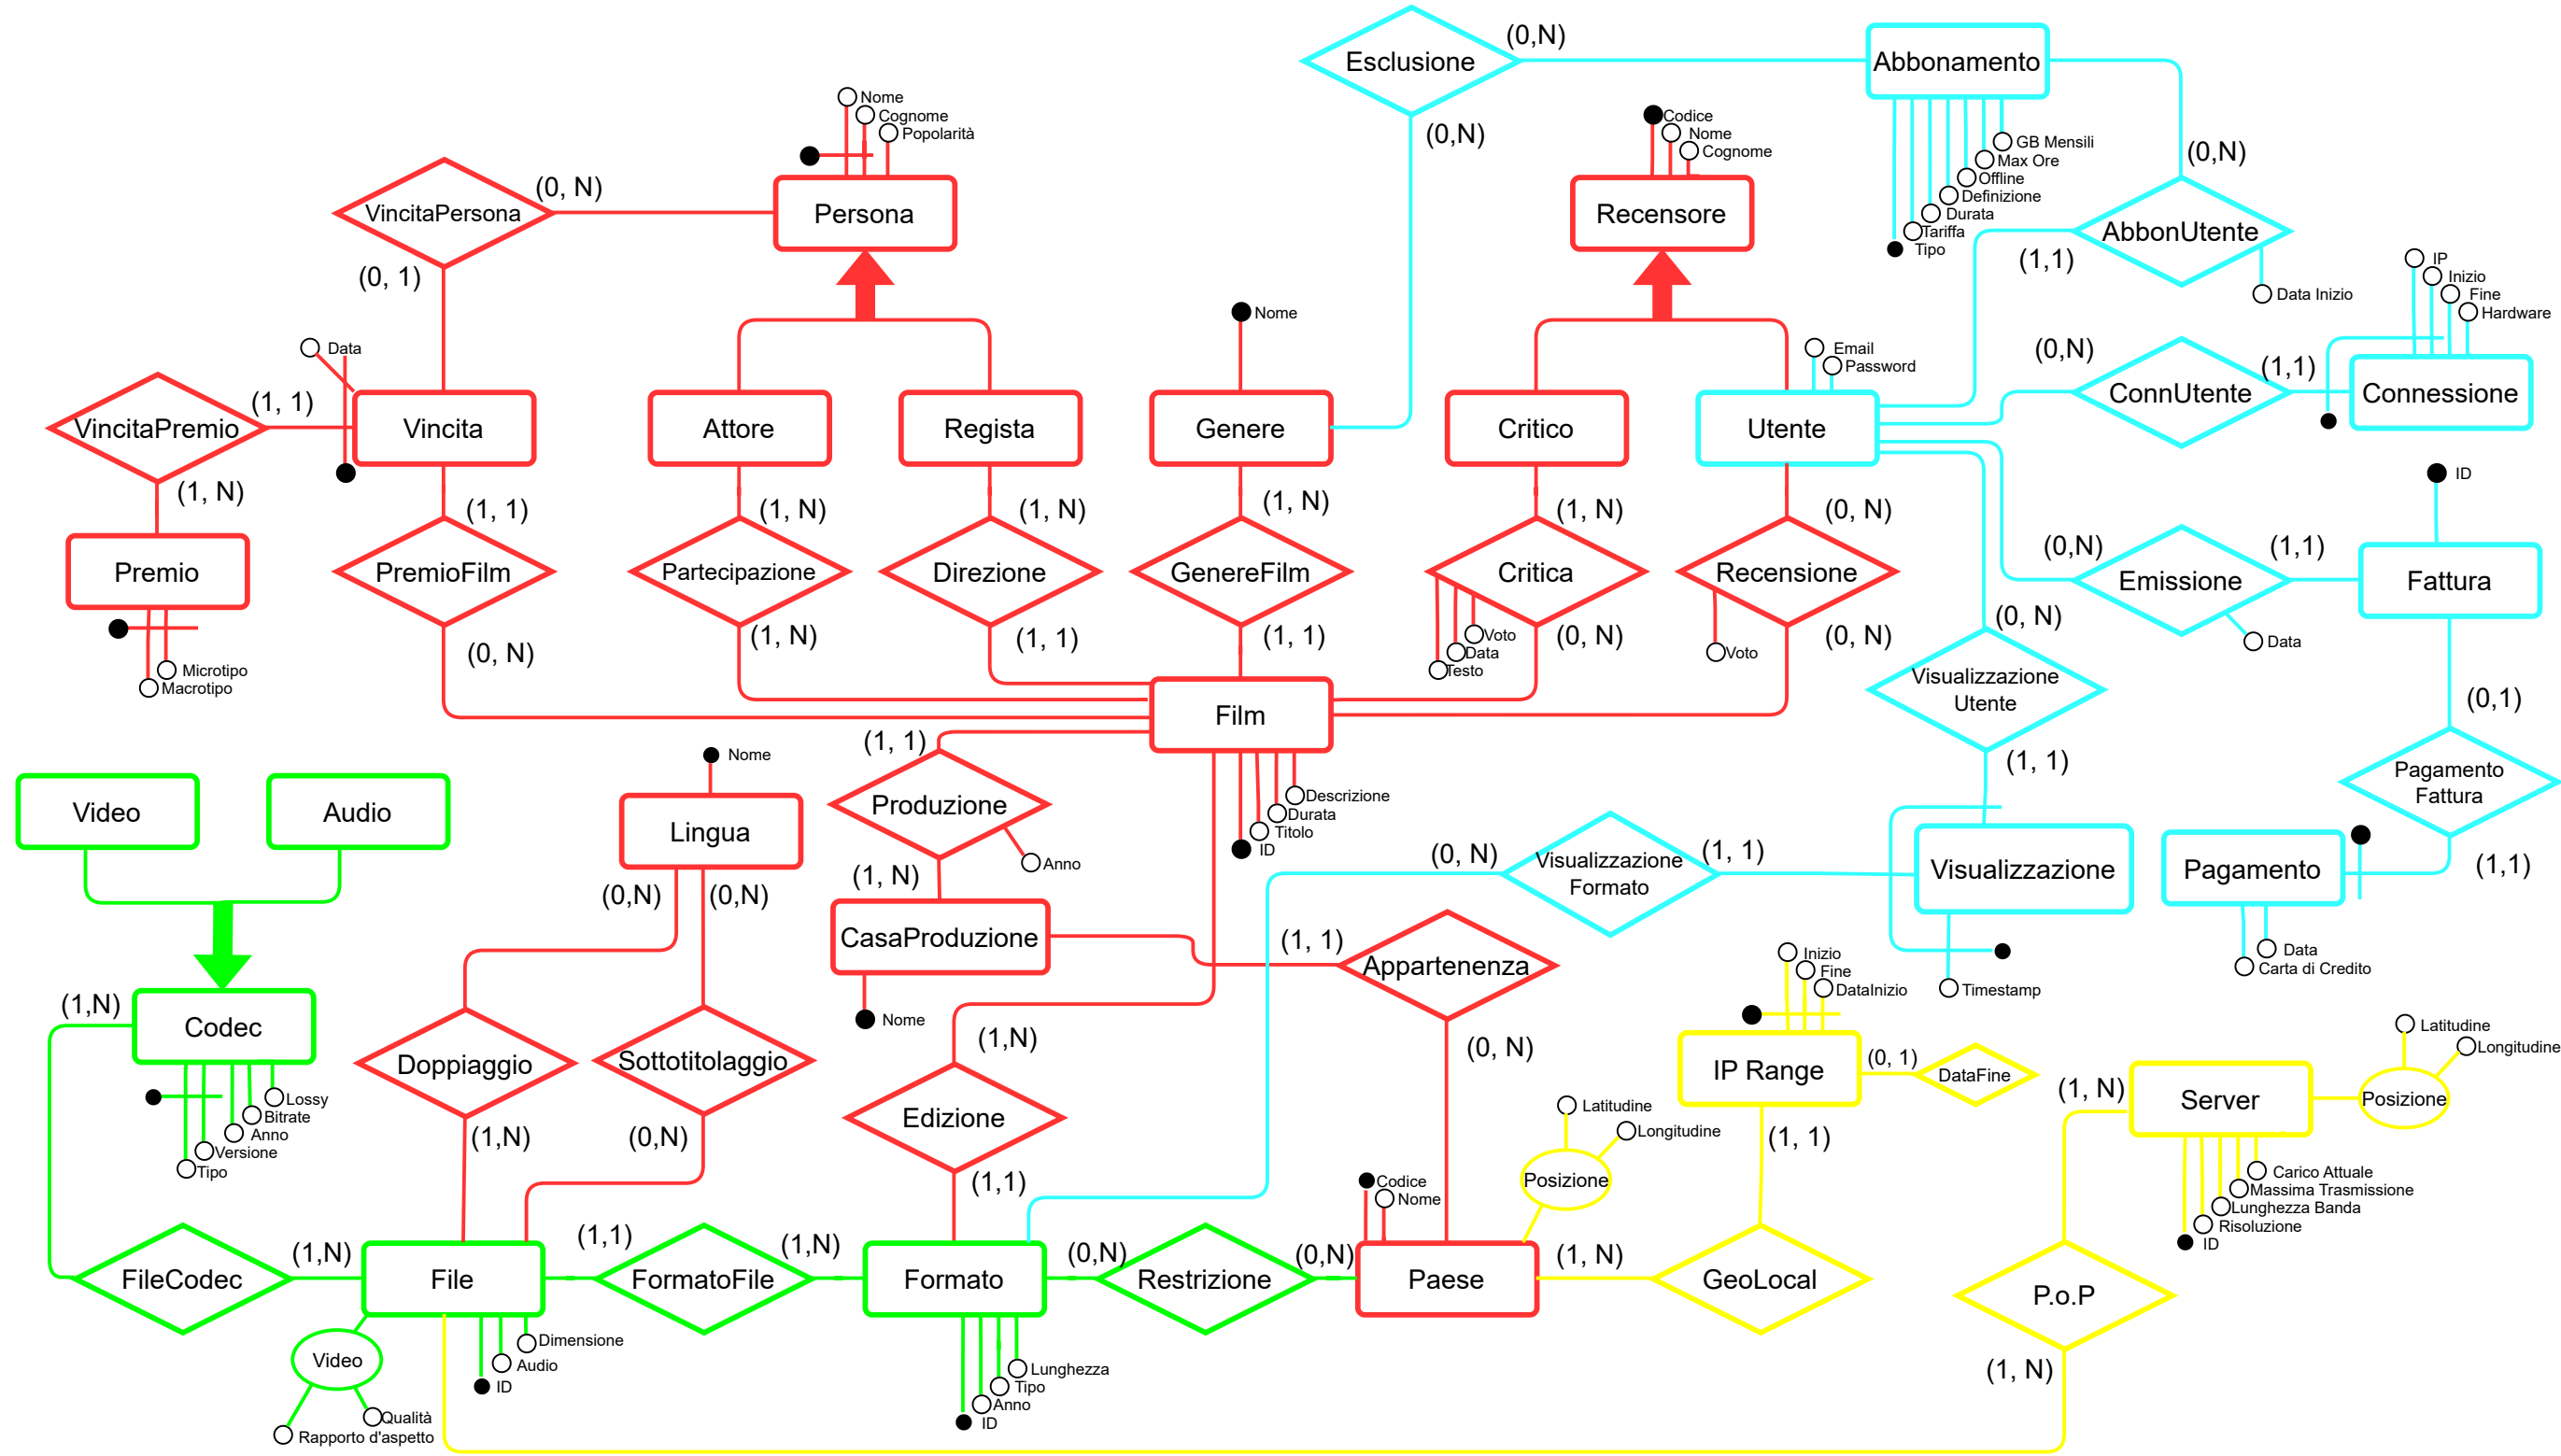 Esclusione
(0,N)
(0,N)
Abbonamento
GB Mensili
Max Ore
Offline
Definizione
Durata
Tariffa
Tipo
(0,N)
AbbonUtente
(1,1)
Data Inizio
Nome
Cognome
Popolarità
Persona
VincitaPersona
(0, N)
(0, 1)
Codice
Nome
Cognome
Recensore
IP
Inizio
Fine
Hardware
Connessione
(1,1)
ConnUtente
(0,N)
Email
Password
Utente
Critico
Nome
Genere
Regista
Attore
Data
Vincita
(1, 1)
VincitaPremio
(1, N)
Premio
Microtipo
Macrotipo
(1, 1)
PremioFilm
(0, N)
(1, N)
Partecipazione
(1, N)
(1, N)
Direzione
(1, 1)
(1, N)
GenereFilm
(1, 1)
(1, N)
Critica
(0, N)
Voto
Data
Testo
(0, N)
Recensione
(0, N)
Voto
ID
(0,N)
Emissione
(1,1)
Fattura
Data
(0, N)
Visualizzazione
Utente
(1, 1)
(0,1)
Pagamento
Fattura
(1,1)
Pagamento
Data
Carta di Credito
Film
Descrizione
Durata
Titolo
ID
(1, 1)
Produzione
Anno
(1, N)
CasaProduzione
Nome
Nome
Lingua
(0,N)
(0,N)
Video
Audio
(0, N)
Visualizzazione
Formato
(1, 1)
Visualizzazione
Timestamp
(1, 1)
Appartenenza
(0, N)
Inizio
Fine
DataInizio
IP Range
(0, 1)
DataFine
(1, 1)
(1,N)
Codec
Lossy
Bitrate
Anno
Versione
Tipo
Doppiaggio
(1,N)
Sottotitolaggio
(0,N)
(1,N)
Edizione
(1,1)
Latitudine
Longitudine
Posizione
Codice
Nome
Latitudine
Longitudine
Posizione
Server
(1, N)
Carico Attuale
Massima Trasmissione
Lunghezza Banda
Risoluzione
ID
FileCodec
(1,N)
File
(1,1)
FormatoFile
(1,N)
Formato
(0,N)
Restrizione
(0,N)
Paese
(1, N)
GeoLocal
P.o.P
(1, N)
Video
Qualità
Rapporto d'aspetto
Dimensione
Audio
ID
Lunghezza
Tipo
Anno
ID